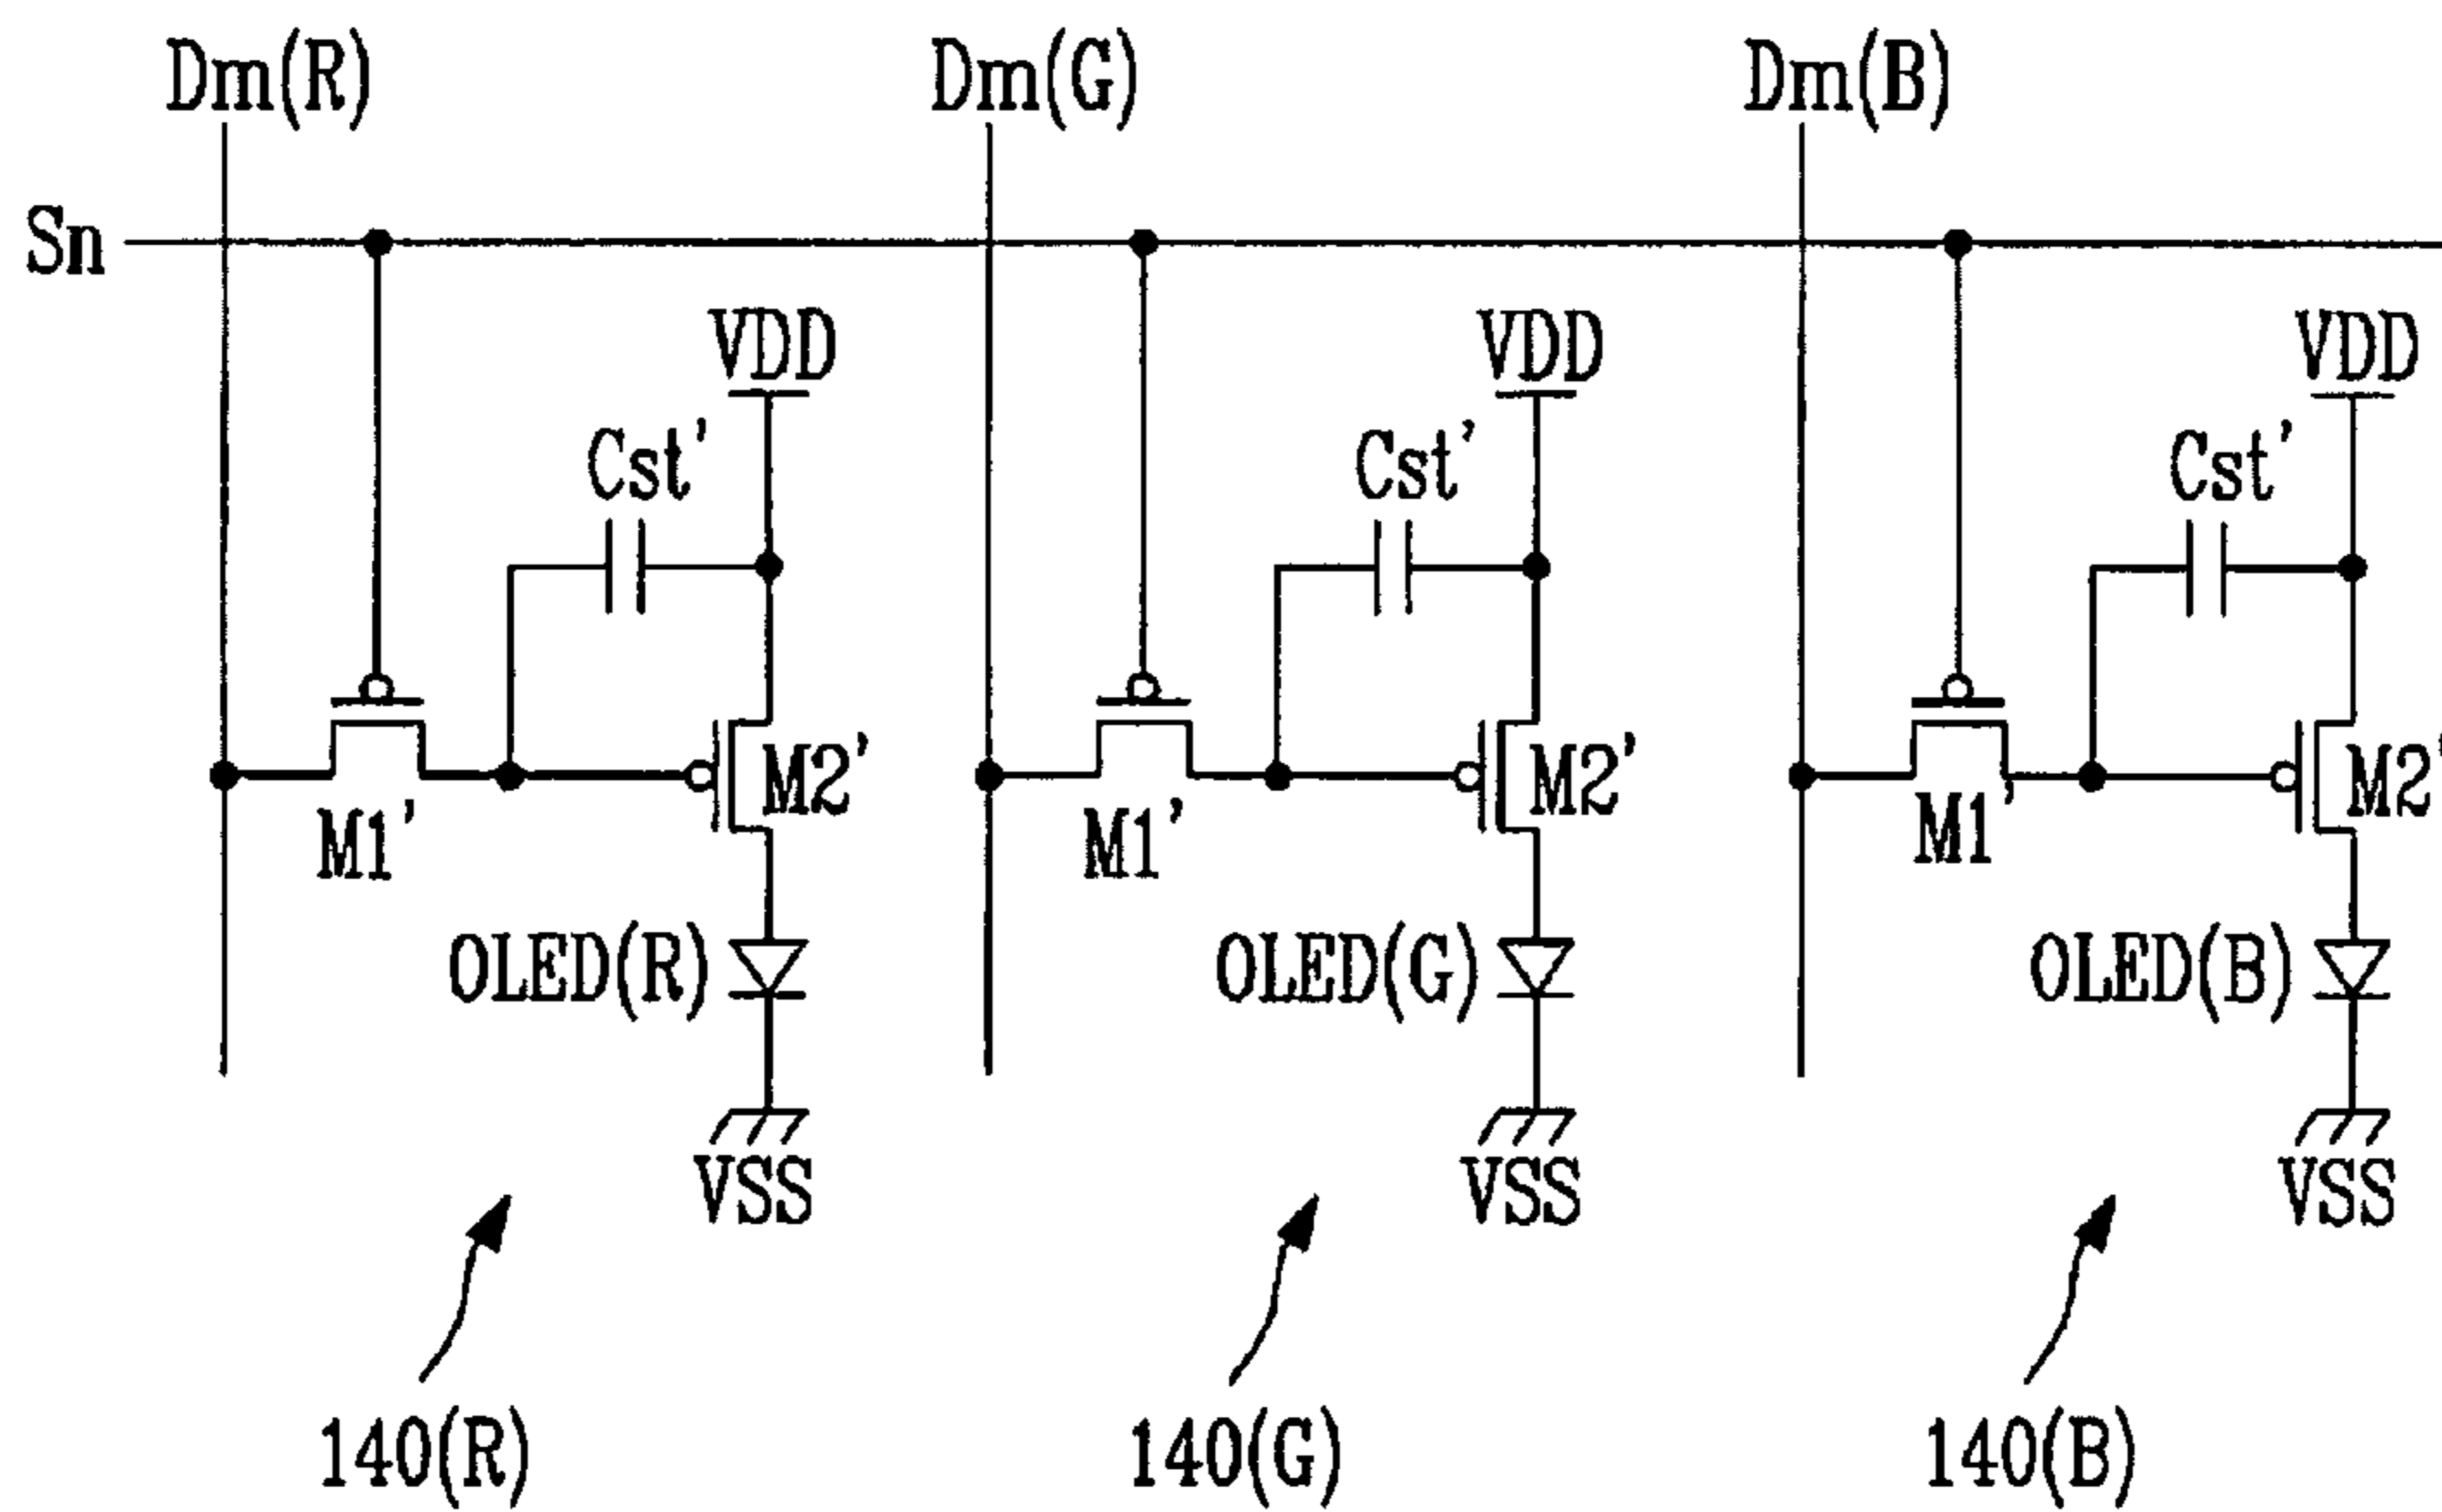 Dm(R) Dm(G) Dm(B)
Sn
VDD VDD VDD
Cst' Cst' Cst'
M2' M2' M2'
M1' M1' M1'
OLED(R) OLED(G) OLED(B)
VSS VSS VSS
140(R) 140(G) 140(B)